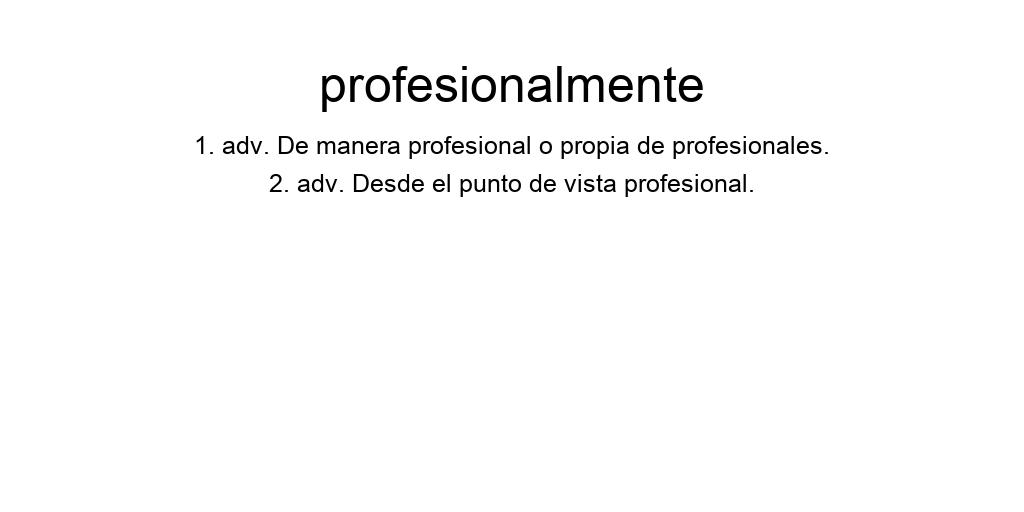 profesionalmente
1. adv. De manera profesional o propia de profesionales.
2. adv. Desde el punto de vista profesional.